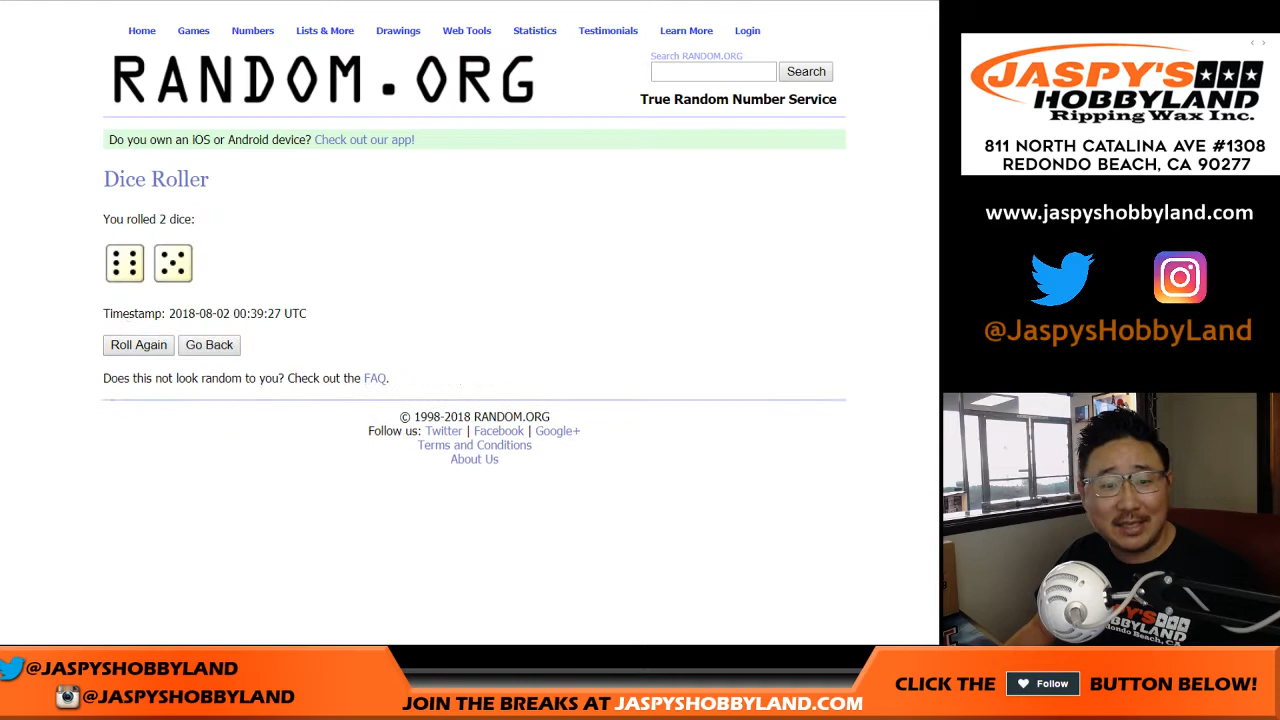 Home Games Numbers Lists & More Drawings Web Tools Statistics Testimonials Learn More Login
RANDOM.ORG
Search RANDOM.ORG
Search
True Random Number Service
Do you own an iOS or Android device? Check out our app!
Dice Roller
You rolled 2 dice:
Timestamp: 2018-08-02 00:39:27 UTC
Roll Again Go Back
Does this not look random to you? Check out the FAQ.
© 1998-2018 RANDOM.ORG
Follow us: Twitter | Facebook | Google+
Terms and Conditions
About Us
JASPY'S
HOBBYLAND
Ripping Wax Inc.
811 NORTH CATALINA AVE #1308
REDONDO BEACH, CA 90277
www.jaspyshobbyland.com
@JaspysHobbyLand
JASPY'S
HOBBYLAND
Redondo Beach, CA
@JASPYSHOBBYLAND
@JASPYSHOBBYLAND
JOIN THE BREAKS AT JASPYSHOBBYLAND.COM
CLICK THE Follow BUTTON BELOW!